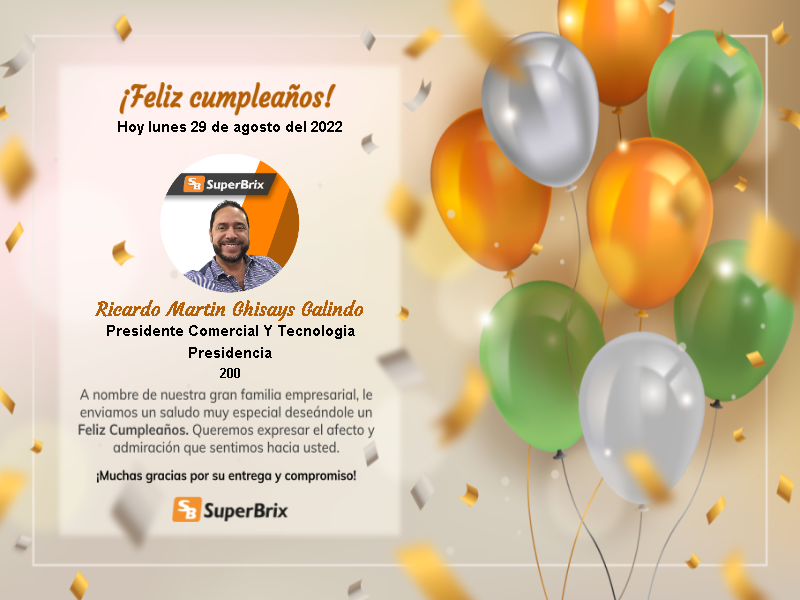 ¡Feliz cumpleaños!
Hoy lunes 29 de agosto del 2022
SB SuperBrix
Ricardo Martin Ghisays Galindo
Presidente Comercial Y Tecnologia
Presidencia
200
A nombre de nuestra gran familia empresarial, le
enviamos un saludo muy especial deseándole un
Feliz Cumpleaños. Queremos expresar el afecto y
admiración que sentimos hacia usted.
¡Muchas gracias por su entrega y compromiso!
SB SuperBrix